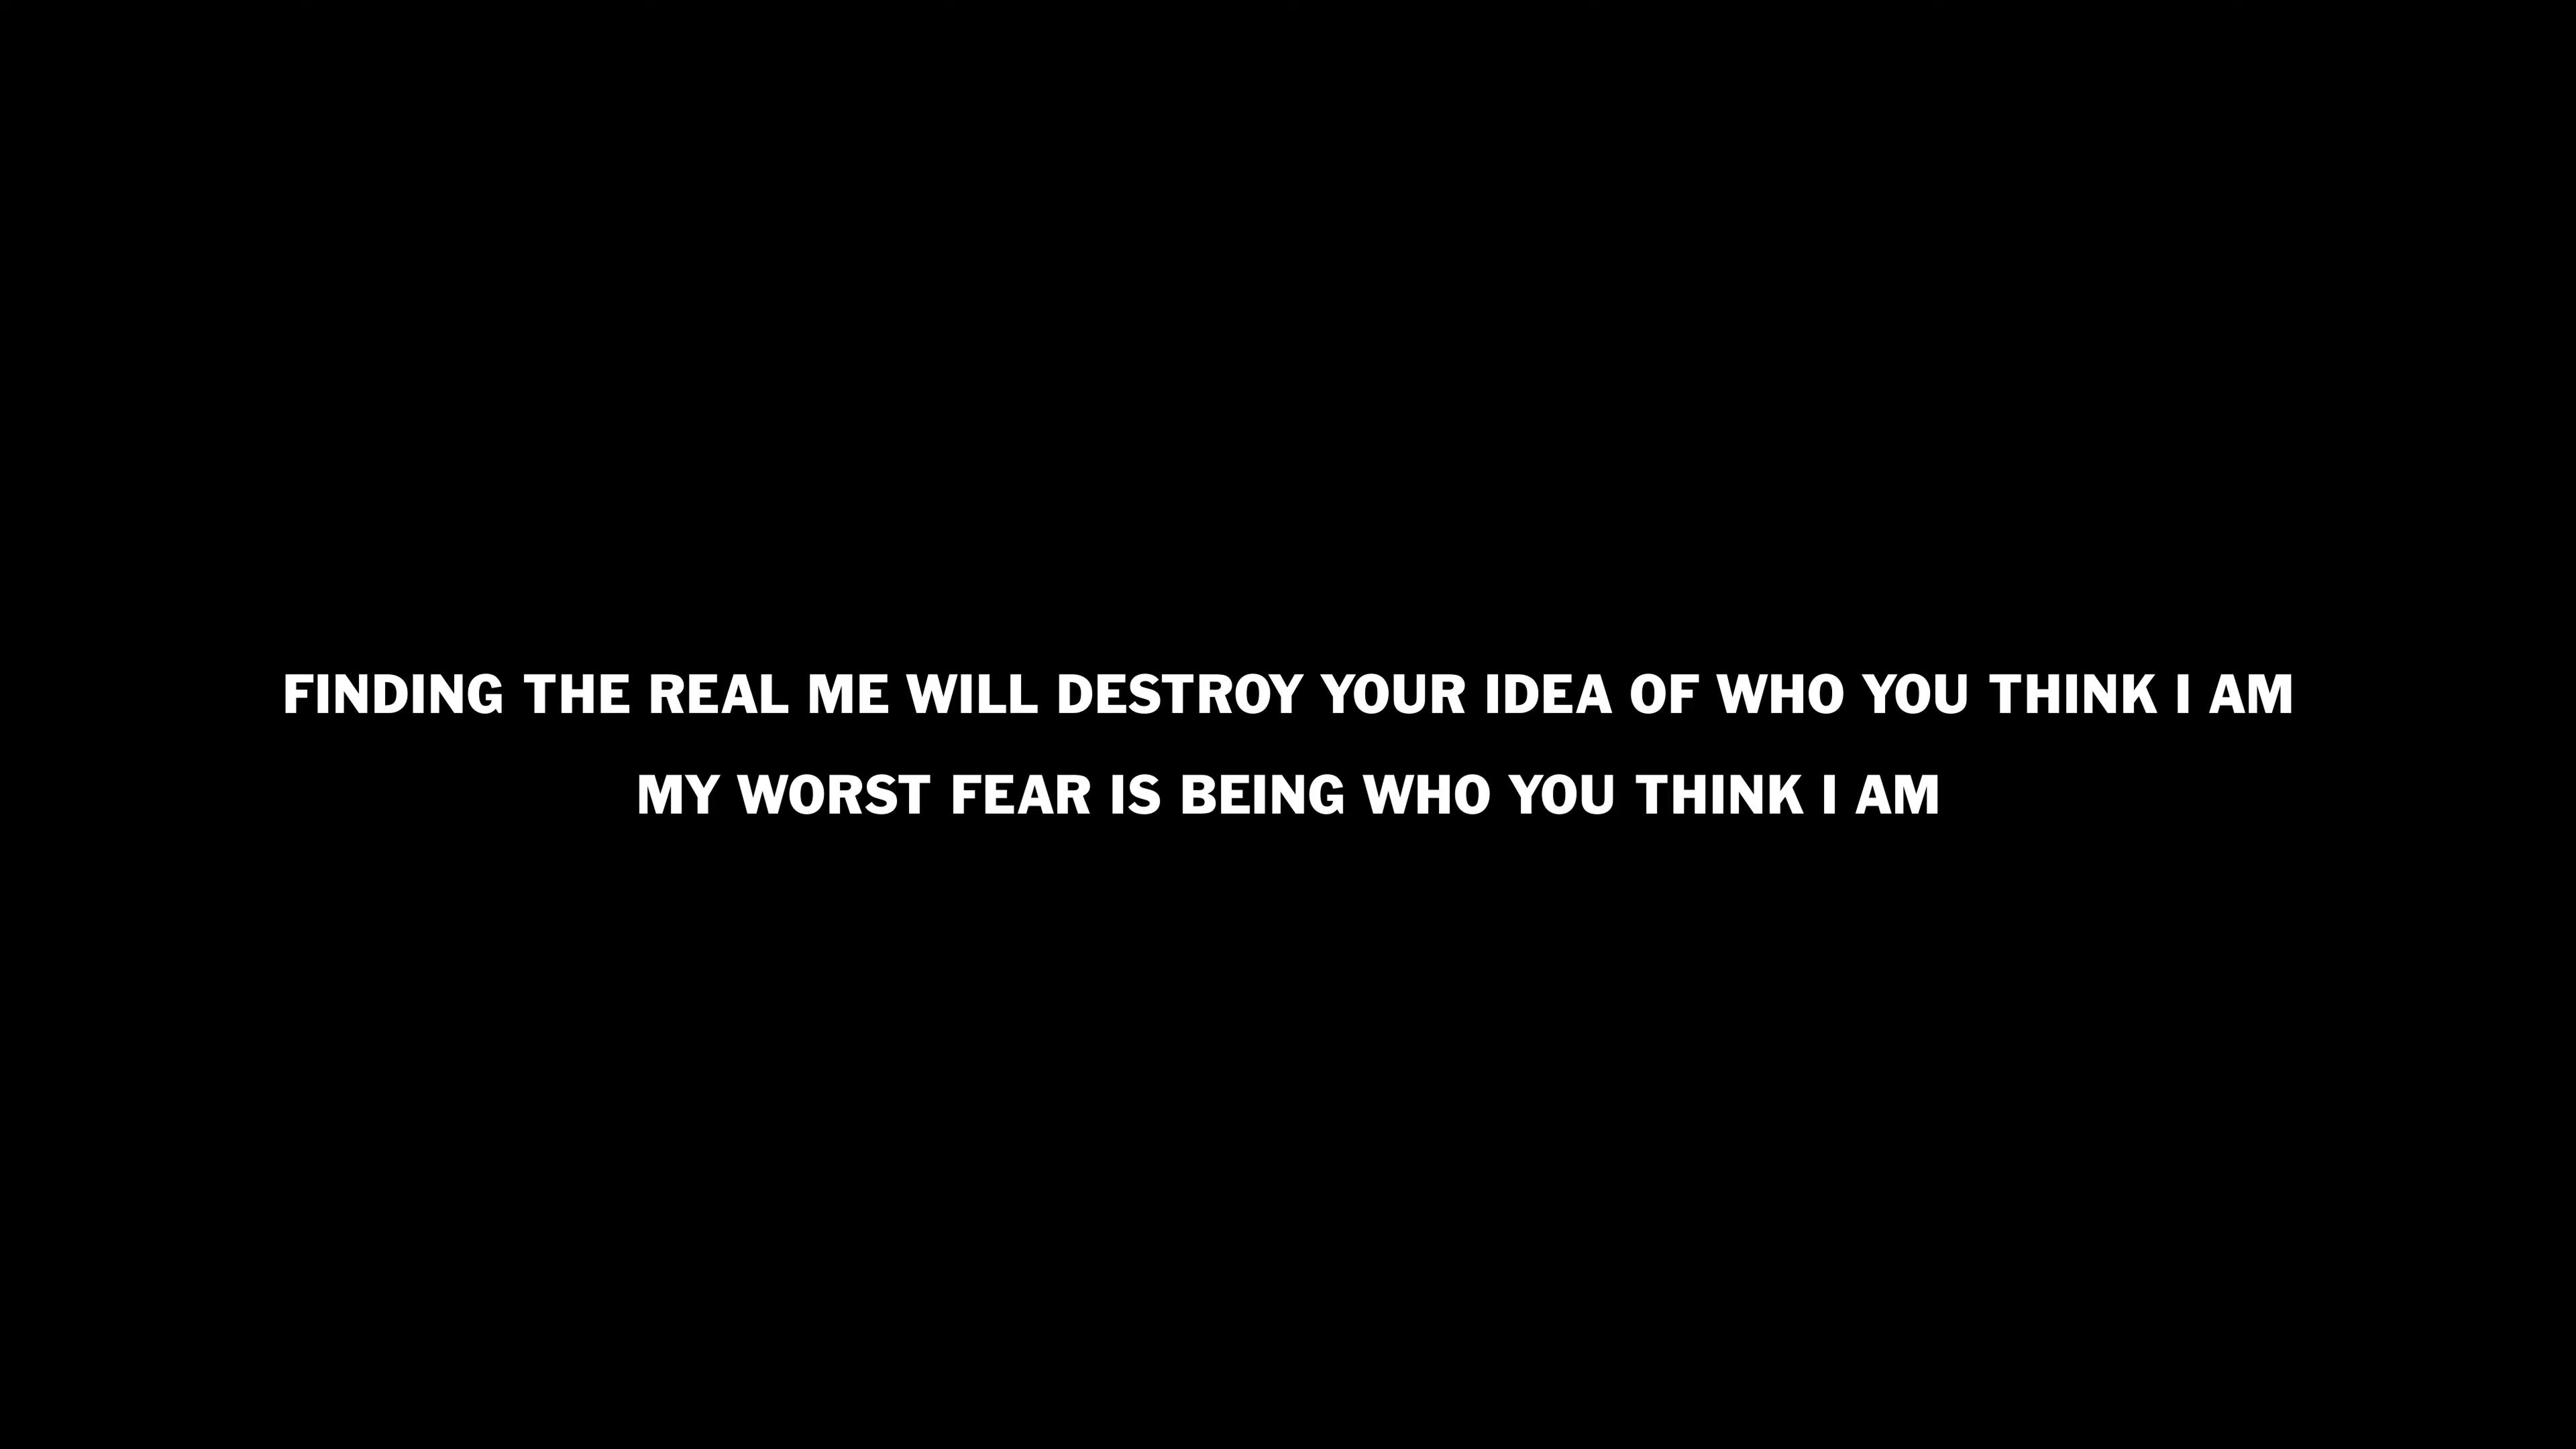 FINDING THE REAL ME WILL DESTROY YOUR IDEA OF WHO YOU THINK I AM
MY WORST FEAR IS BEING WHO YOU THINK I AM